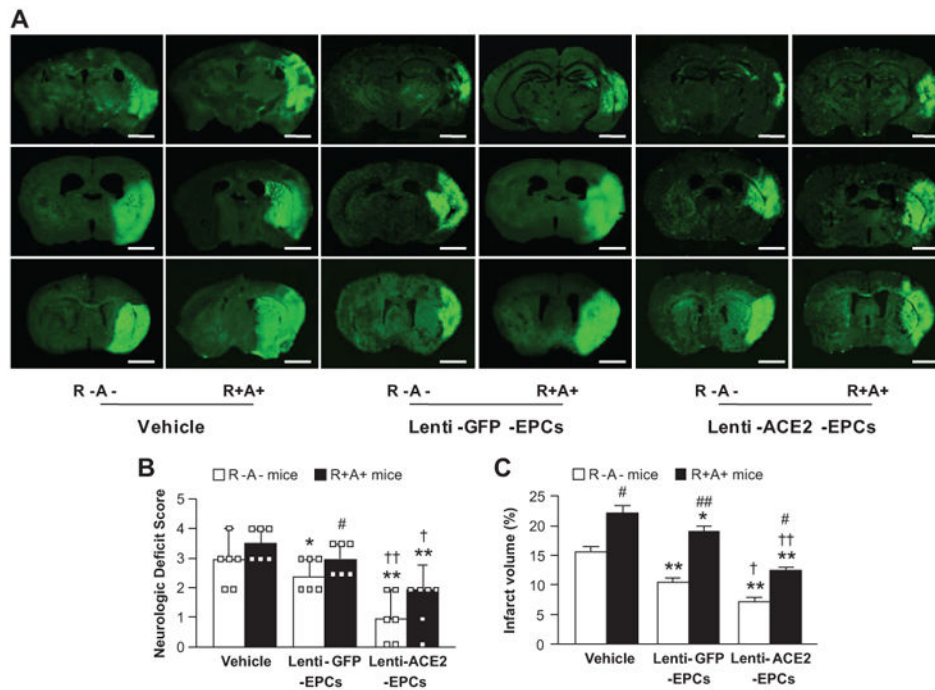 A
R -A - R+A+ R -A - R+A+ R -A - R+A+
Vehicle Lenti -GFP -EPCs Lenti -ACE2 -EPCs
B
R -A - mice R+A+ mice
Neurologic Deficit Score
5
4
3
2
1
0
* # †† ** † **
Vehicle Lenti- GFP Lenti-ACE2
-EPCs -EPCs
C
R -A - mice R+A+ mice
Infarct volume (%)
25
20
15
10
5
0
# ** ## * † ** # †† **
Vehicle Lenti-GFP Lenti-ACE2
-EPCs -EPCs